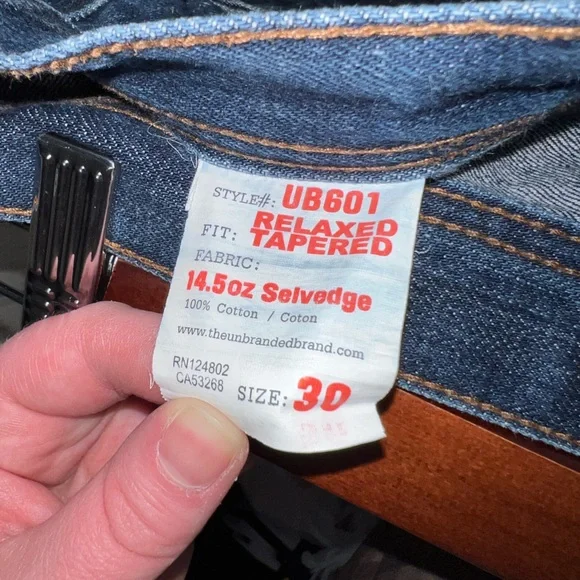 STYLE#: UB601
FIT: RELAXED TAPERED
FABRIC:
14.5oz Selvedge
100% Cotton / Coton
www.theunbrandedbrand.com
RN124802
CA53268 SIZE: 30